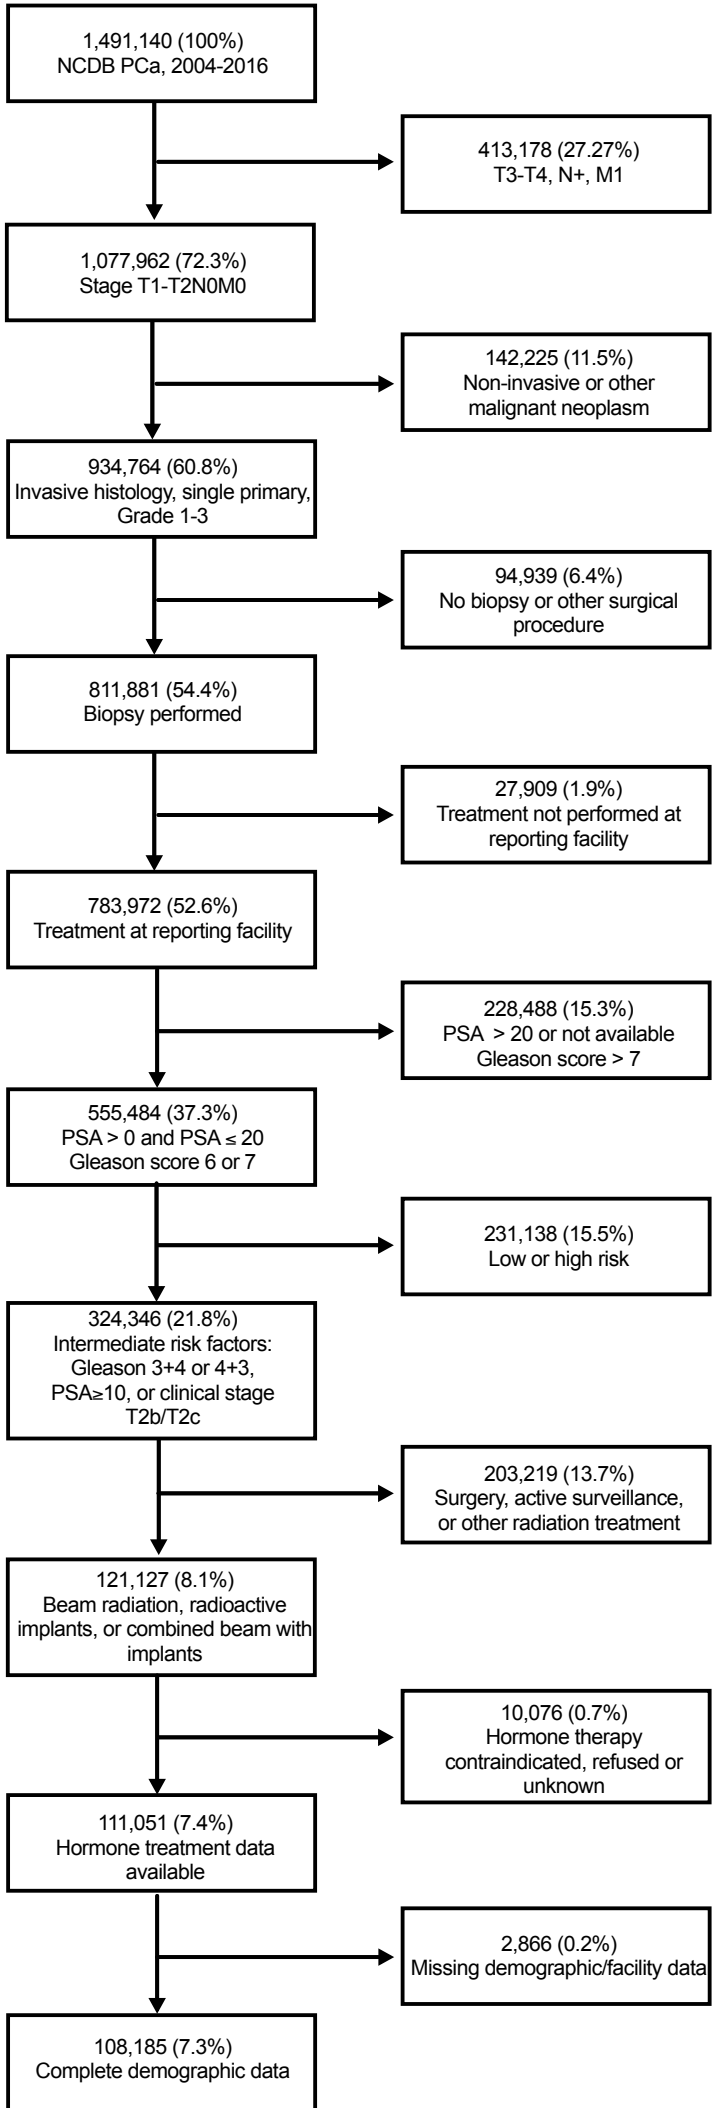 1,491,140 (100%)
NCDB PCa, 2004-2016
413,178 (27.27%)
T3-T4, N+, M1
1,077,962 (72.3%)
Stage T1-T2N0M0
142,225 (11.5%)
Non-invasive or other
malignant neoplasm
934,764 (60.8%)
Invasive histology, single primary,
Grade 1-3
94,939 (6.4%)
No biopsy or other surgical
procedure
811,881 (54.4%)
Biopsy performed
27,909 (1.9%)
Treatment not performed at
reporting facility
783,972 (52.6%)
Treatment at reporting facility
228,488 (15.3%)
PSA > 20 or not available
Gleason score > 7
555,484 (37.3%)
PSA > 0 and PSA ≤ 20
Gleason score 6 or 7
231,138 (15.5%)
Low or high risk
324,346 (21.8%)
Intermediate risk factors:
Gleason 3+4 or 4+3,
PSA≥10, or clinical stage
T2b/T2c
203,219 (13.7%)
Surgery, active surveillance,
or other radiation treatment
121,127 (8.1%)
Beam radiation, radioactive
implants, or combined beam with
implants
10,076 (0.7%)
Hormone therapy
contraindicated, refused or
unknown
111,051 (7.4%)
Hormone treatment data
available
2,866 (0.2%)
Missing demographic/facility data
108,185 (7.3%)
Complete demographic data